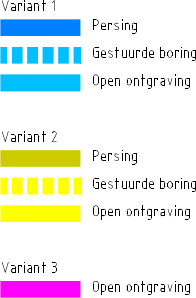 Variant 1
Persing
Gestuurde boring
Open ontgraving
Variant 2
Persing
Gestuurde boring
Open ontgraving
Variant 3
Open ontgraving